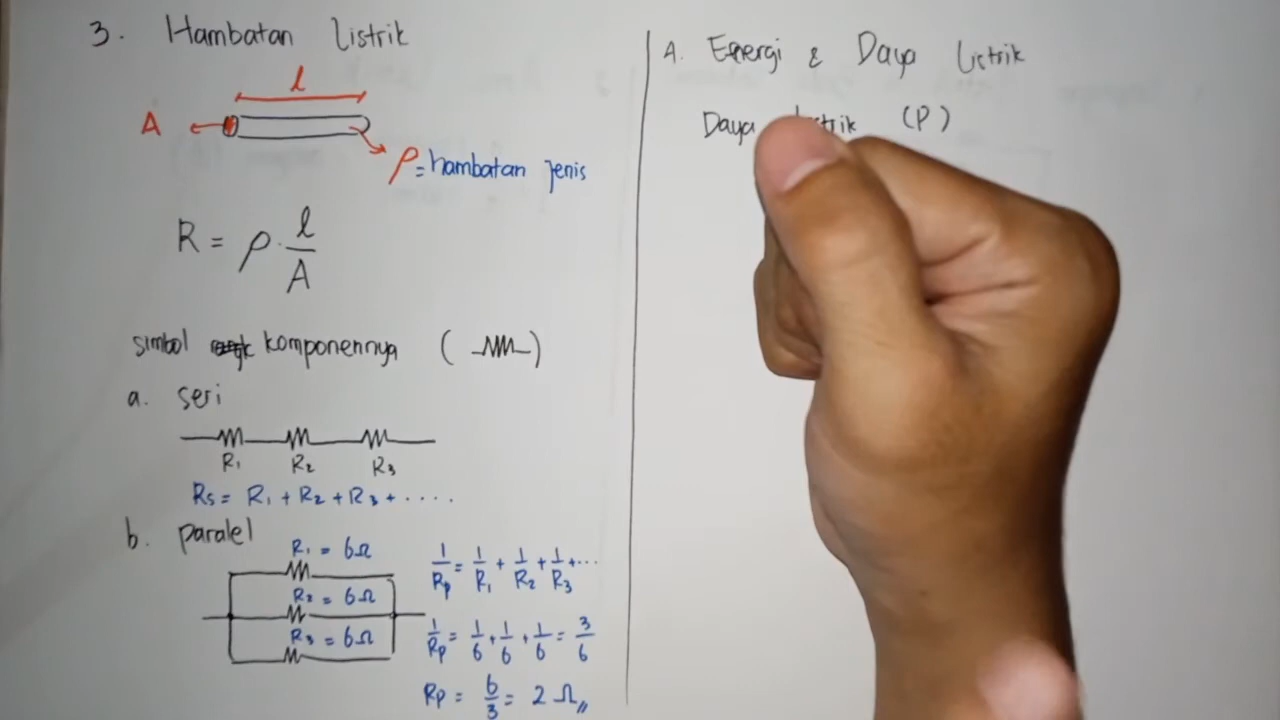 3. Hambatan Listrik
l
A
ρ = hambatan jenis
R = ρ · l/A
simbol komponennya ( )
a. seri
R₁ R₂ R₃
Rs = R₁ + R₂ + R₃ + ....
b. paralel
R₁ = 6Ω
R₂ = 6Ω
R₃ = 6Ω
1/Rp = 1/R₁ + 1/R₂ + 1/R₃ + ...
1/Rp = 1/6 + 1/6 + 1/6 = 3/6
Rp = 6/3 = 2 Ω //
A. Energi & Daya Listrik
Daya (P)